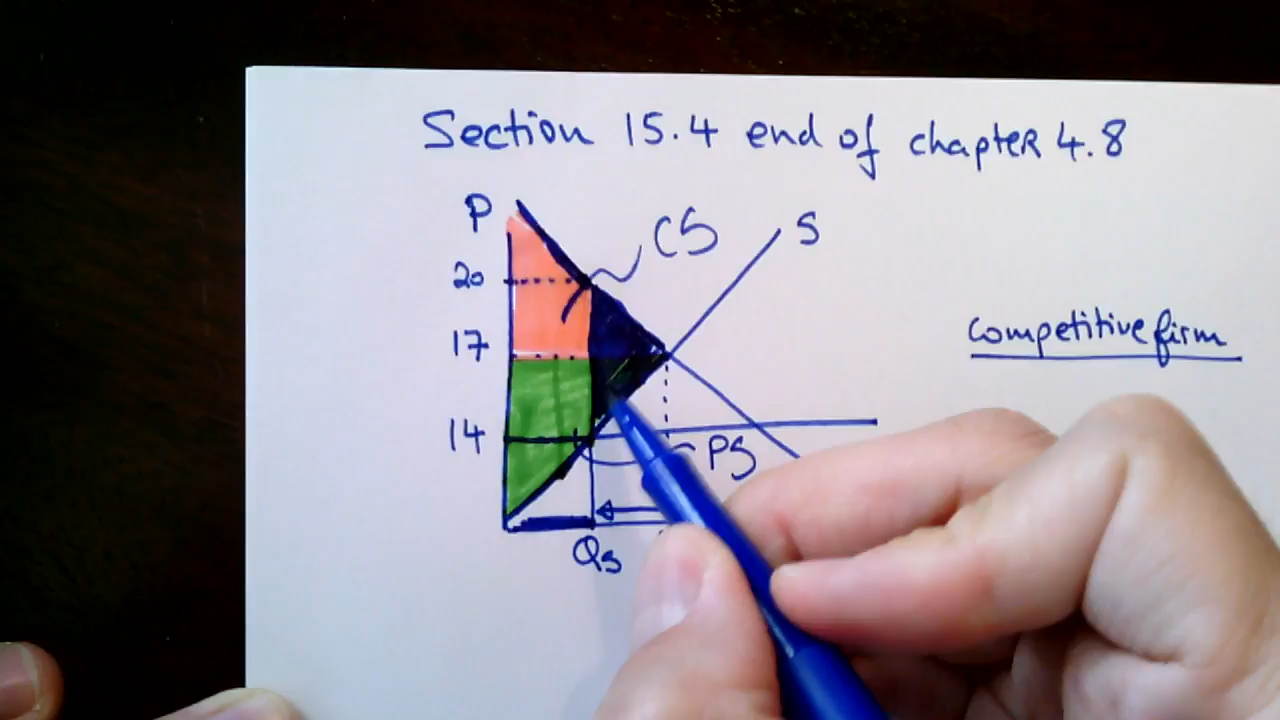 Section 15.4 end of chapter 4.8
P
CS
S
20
17
competitive firm
14
PS
Qs